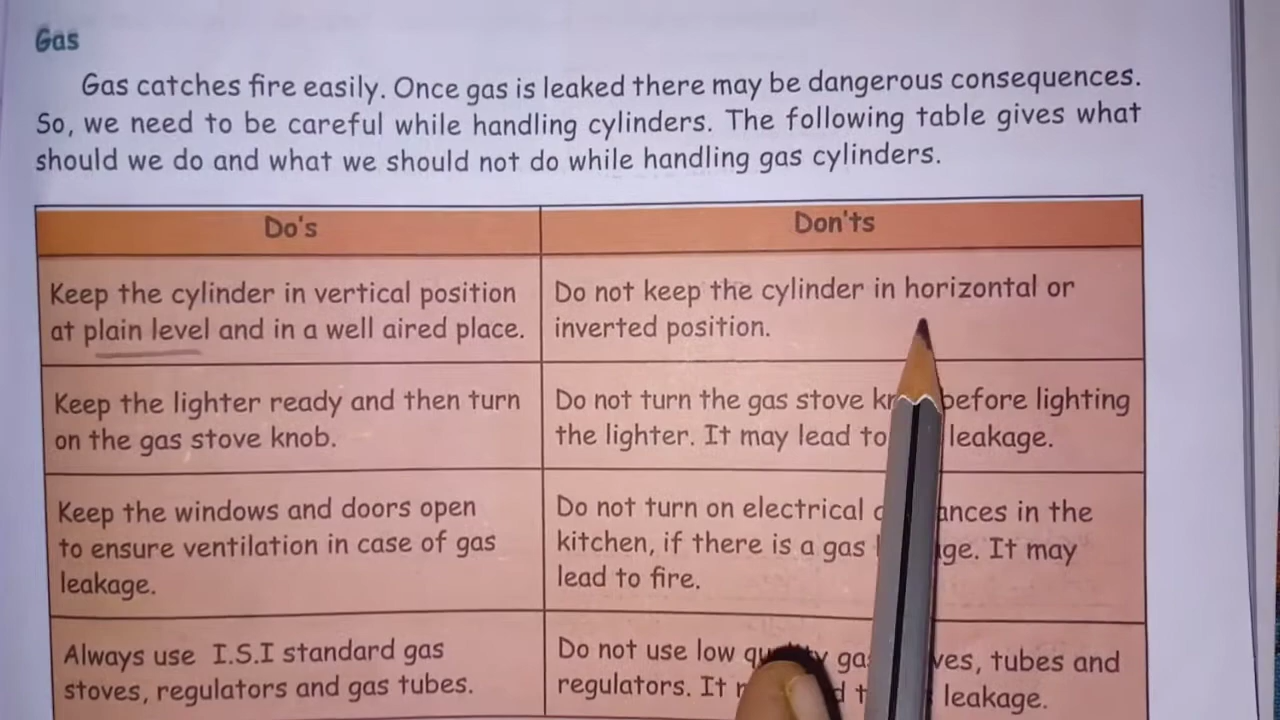 Gas
Gas catches fire easily. Once gas is leaked there may be dangerous consequences.
So, we need to be careful while handling cylinders. The following table gives what
should we do and what we should not do while handling gas cylinders.
Do's
Don'ts
Keep the cylinder in vertical position
at plain level and in a well aired place.
Do not keep the cylinder in horizontal or
inverted position.
Keep the lighter ready and then turn
on the gas stove knob.
Do not turn the gas stove before lighting
the lighter. It may lead to leakage.
Keep the windows and doors open
to ensure ventilation in case of gas
leakage.
Do not turn on electrical in the
kitchen, if there is a gas It may
lead to fire.
Always use I.S.I standard gas
stoves, regulators and gas tubes.
Do not use low tubes and
regulators. It leakage.